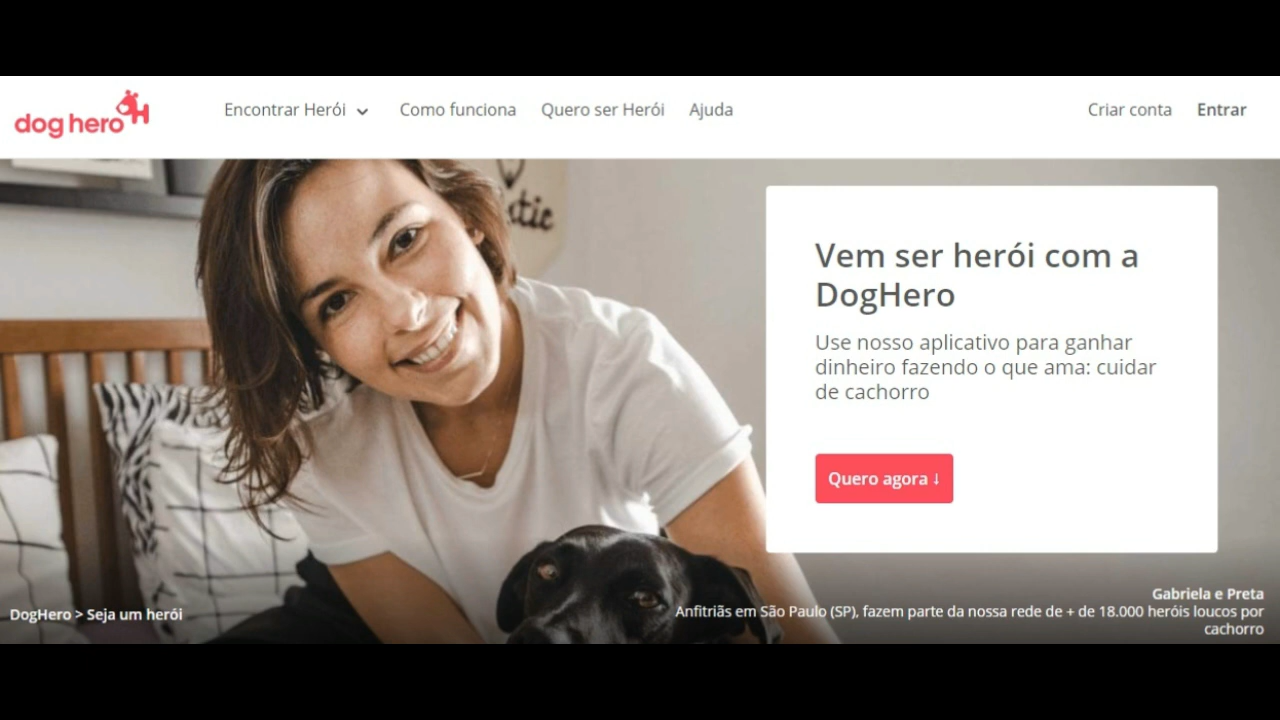 dog hero
Encontrar Herói
Como funciona
Quero ser Herói
Ajuda
Criar conta
Entrar
Vem ser herói com a
DogHero
Use nosso aplicativo para ganhar
dinheiro fazendo o que ama: cuidar
de cachorro
Quero agora ↓
DogHero > Seja um herói
Gabriela e Preta
Anfitriãs em São Paulo (SP), fazem parte da nossa rede de + de 18.000 heróis loucos por
cachorro